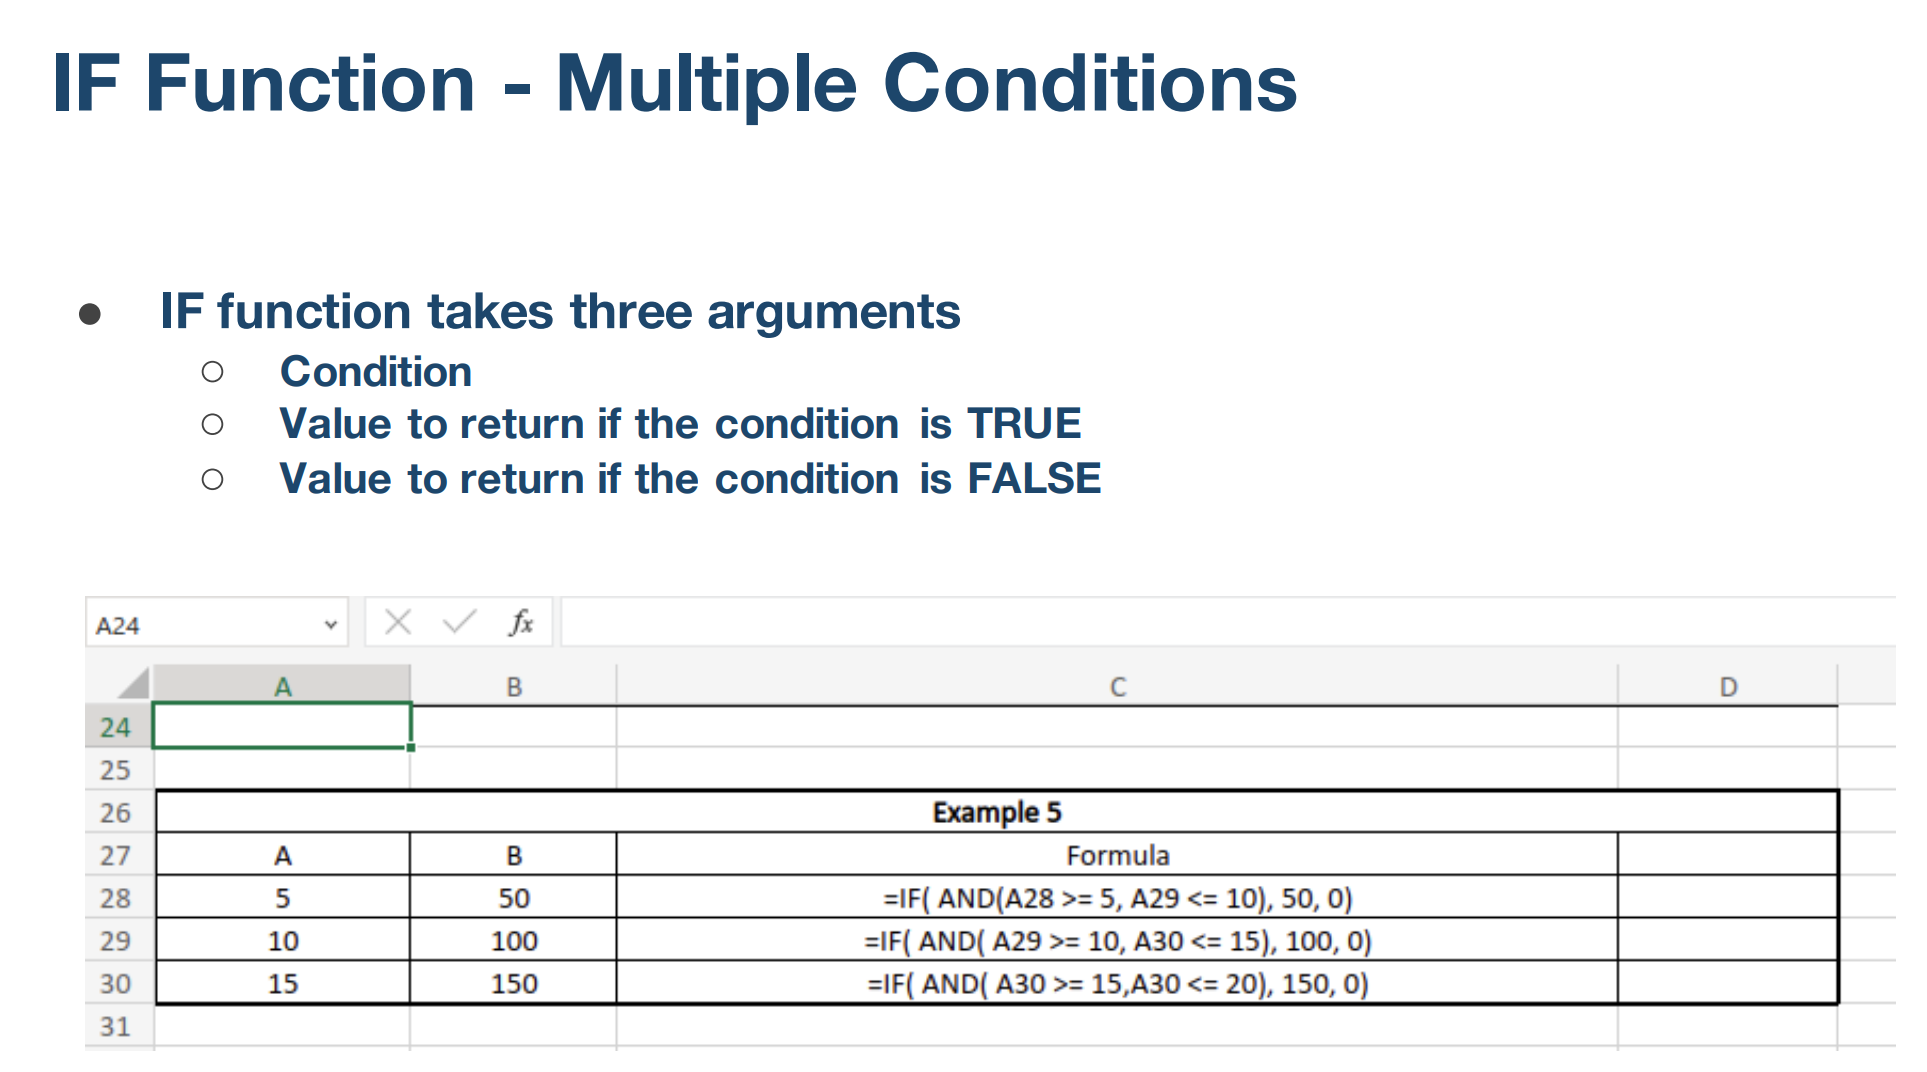 IF Function - Multiple Conditions
● IF function takes three arguments
○ Condition
○ Value to return if the condition is TRUE
○ Value to return if the condition is FALSE
A24 fx
A B C D
24
25
26 Example 5
27 A B Formula
28 5 50 =IF( AND(A28 >= 5, A29 <= 10), 50, 0)
29 10 100 =IF( AND( A29 >= 10, A30 <= 15), 100, 0)
30 15 150 =IF( AND( A30 >= 15,A30 <= 20), 150, 0)
31